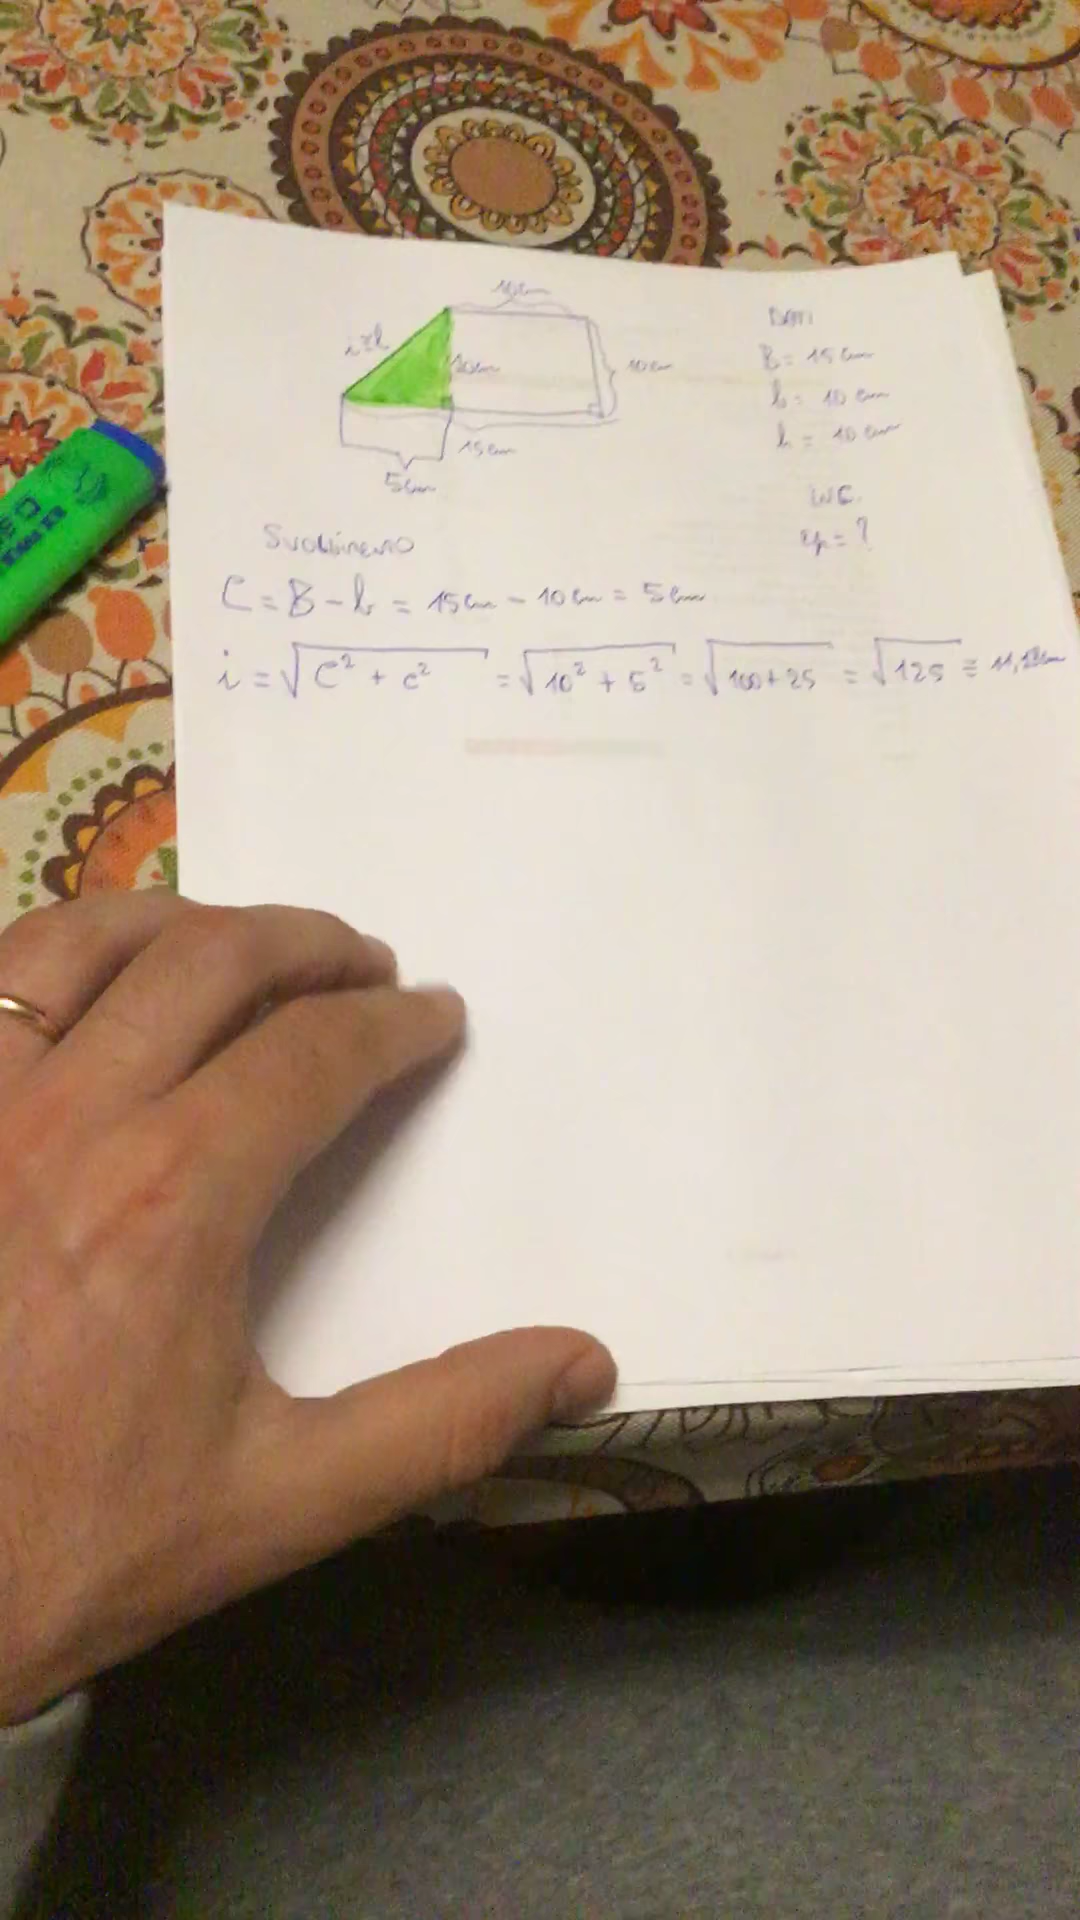 10cm
i=l
10cm
10cm
15cm
5cm
DATI
B = 15 cm
b = 10 cm
h = 10 cm
INC.
= ?
SVOLGIMENTO
C = B - b = 15cm - 10cm = 5cm
i = √C² + c² = √10² + 5² = √100+25 = √125 ≅ 11,18cm